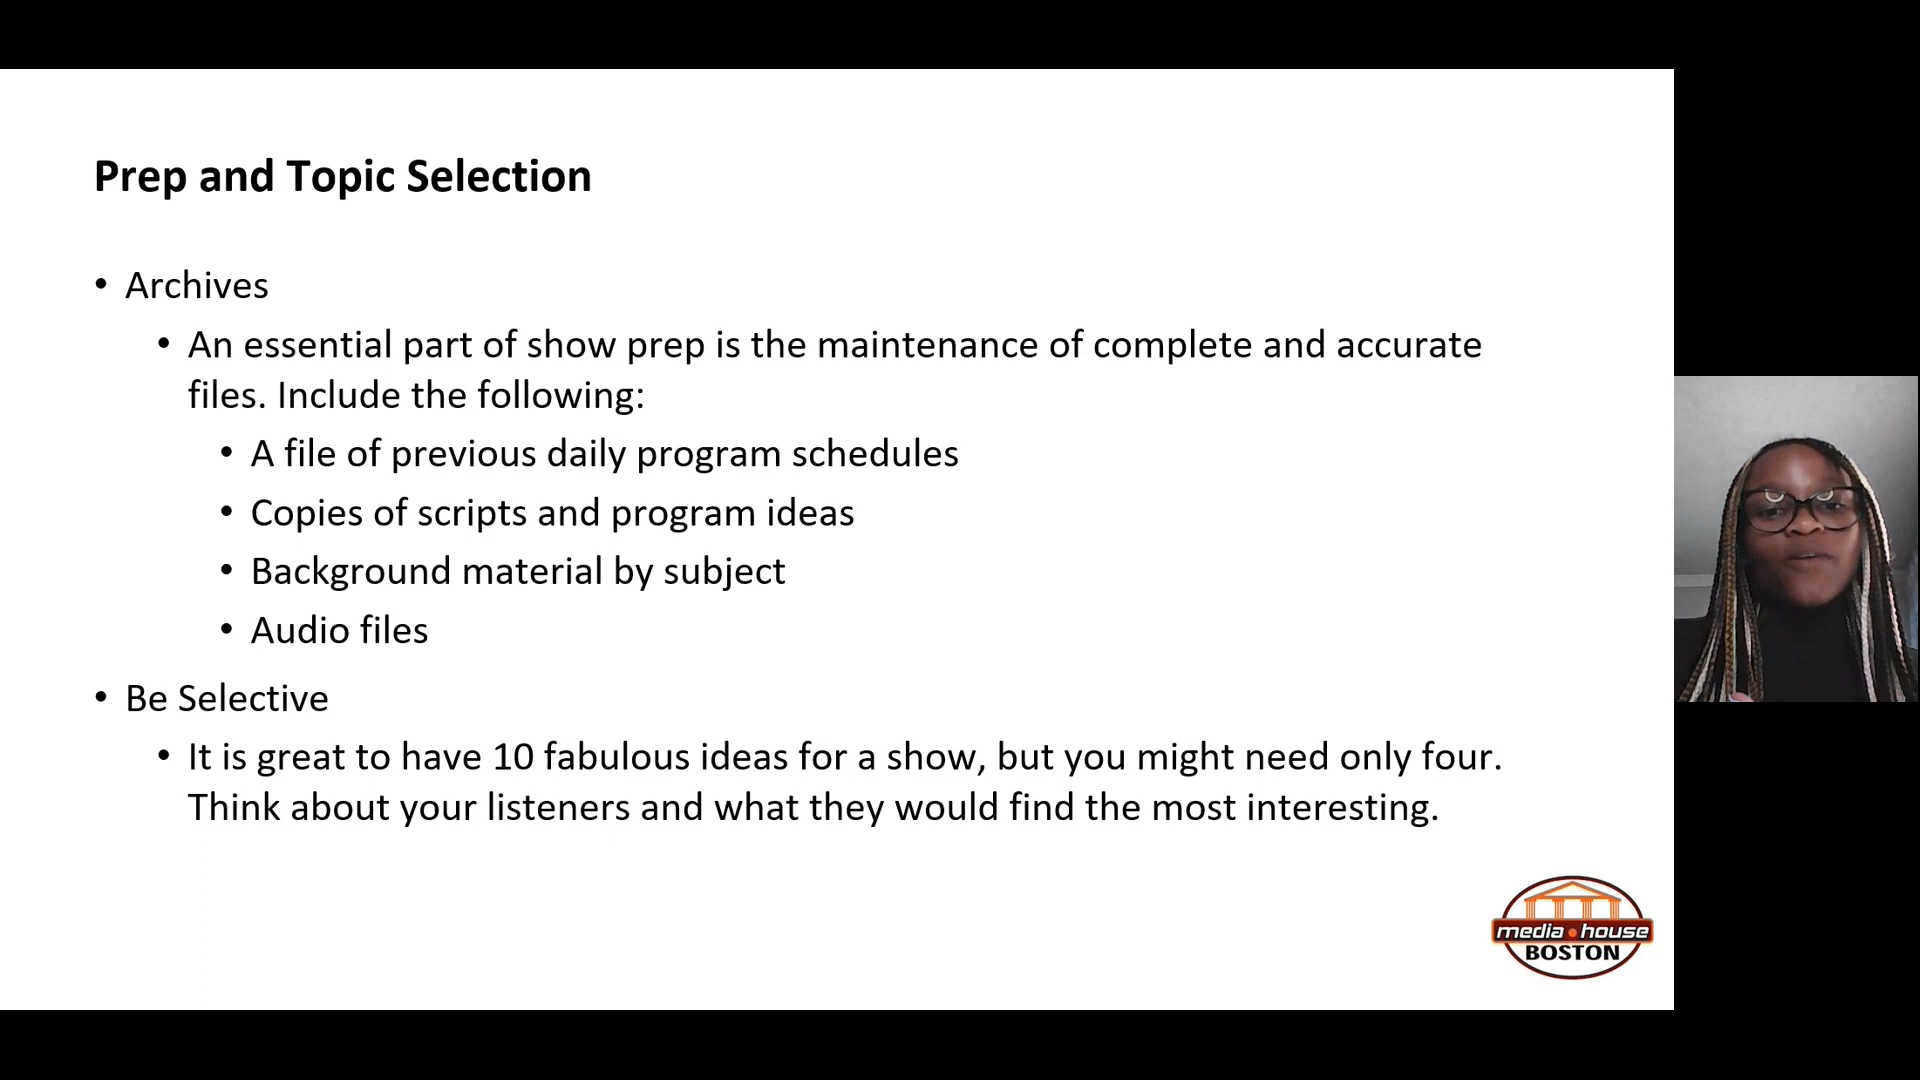 Prep and Topic Selection
• Archives
• An essential part of show prep is the maintenance of complete and accurate
files. Include the following:
• A file of previous daily program schedules
• Copies of scripts and program ideas
• Background material by subject
• Audio files
• Be Selective
• It is great to have 10 fabulous ideas for a show, but you might need only four.
Think about your listeners and what they would find the most interesting.
media•house
BOSTON